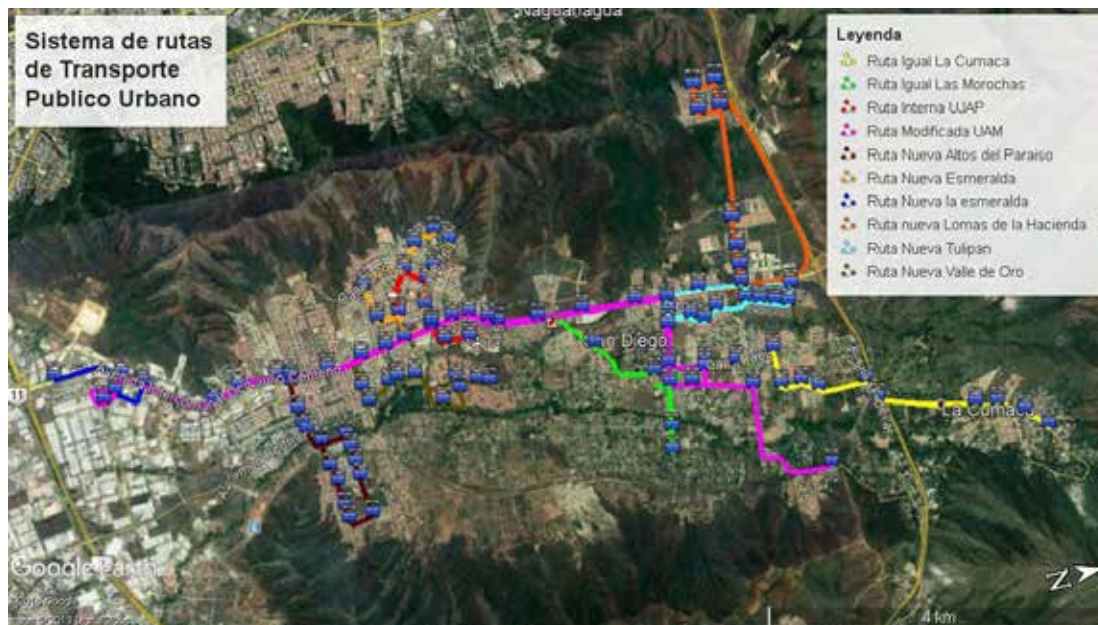 Naguanagua
Sistema de rutas
de Transporte
Publico Urbano
Leyenda
Ruta Igual La Cumaca
Ruta Igual Las Morochas
Ruta Interna UJAP
Ruta Modificada UAM
Ruta Nueva Altos del Paraiso
Ruta Nueva Esmeralda
Ruta Nueva la esmeralda
Ruta nueva Lomas de la Hacienda
Ruta Nueva Tulipan
Ruta Nueva Valle de Oro
San Diego
11
La Cumaca
Google Earth
N
4 km